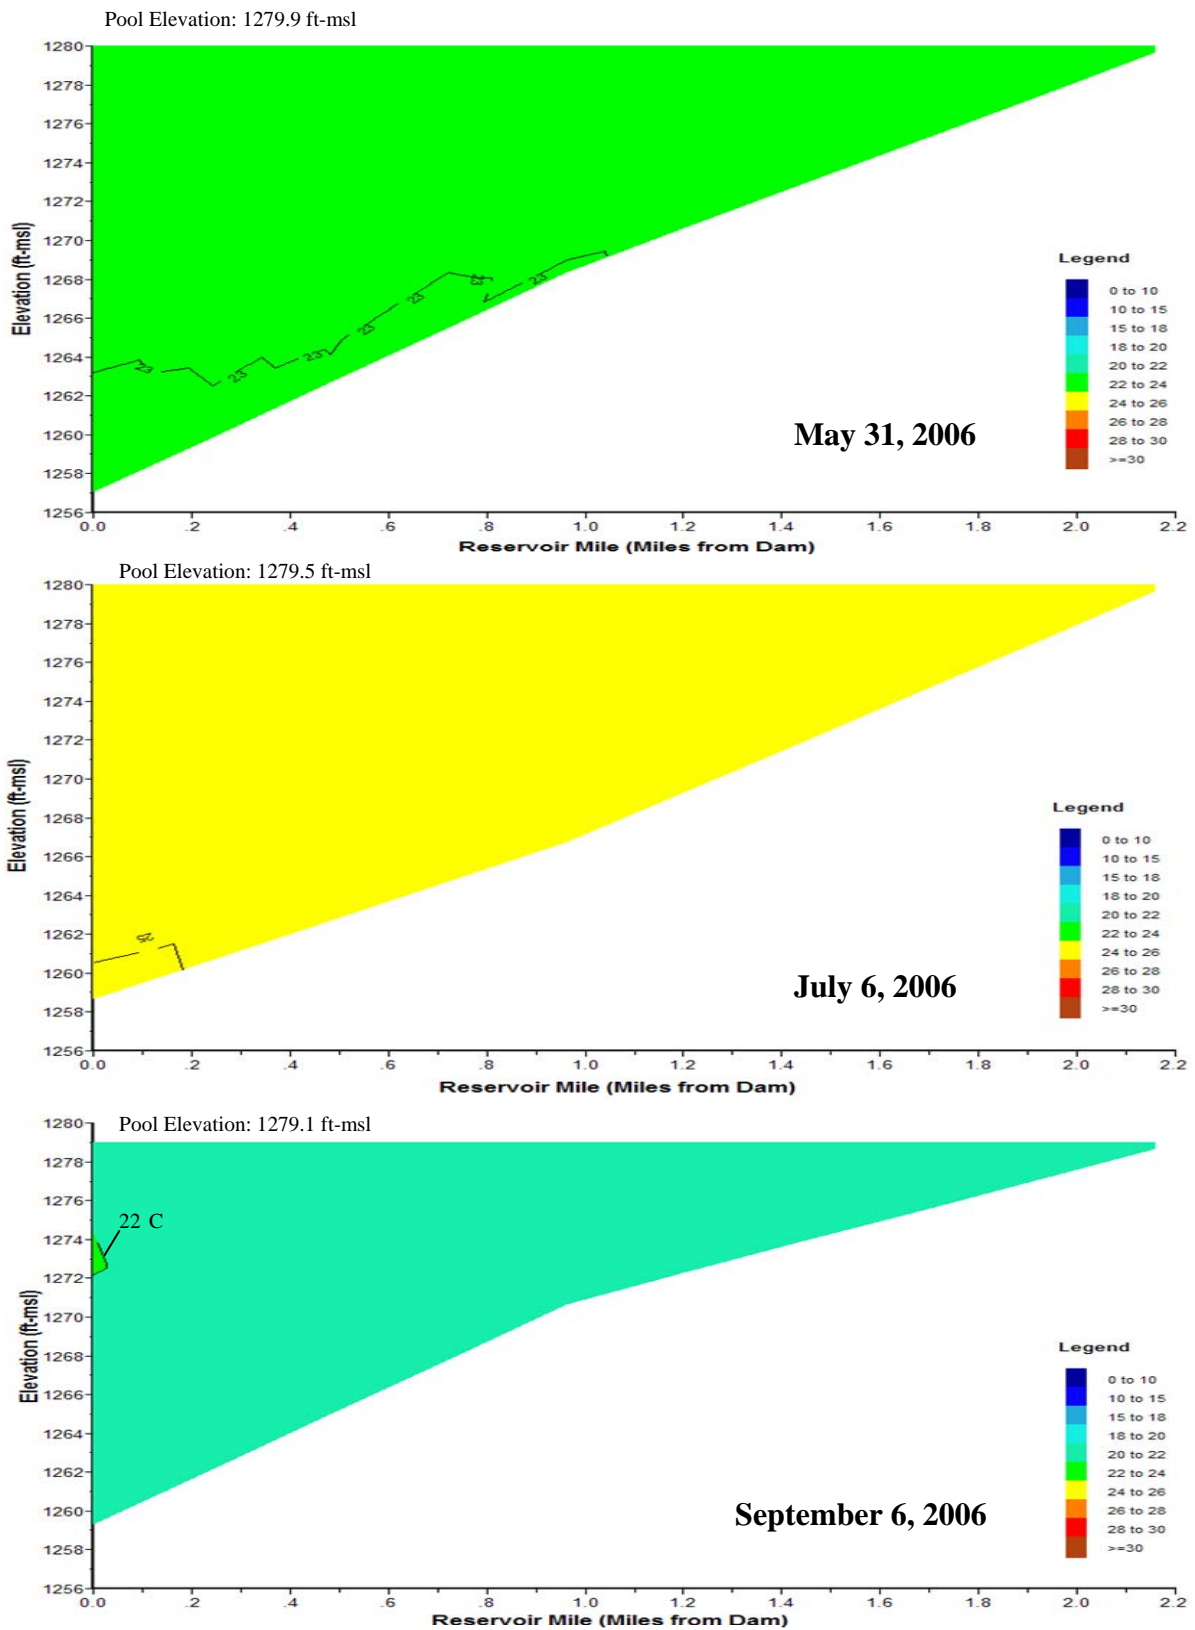 Pool Elevation: 1279.9 ft-msl
1280
1278
1276
1274
1272
1270
1268
1266
1264
1262
1260
1258
1256
Elevation (ft-msl)
23
23
23
23
23
23
23
Legend
0 to 10
10 to 15
15 to 18
18 to 20
20 to 22
22 to 24
24 to 26
26 to 28
28 to 30
>=30
May 31, 2006
0.0 .2 .4 .6 .8 1.0 1.2 1.4 1.6 1.8 2.0 2.2
Reservoir Mile (Miles from Dam)
Pool Elevation: 1279.5 ft-msl
1280
1278
1276
1274
1272
1270
1268
1266
1264
1262
1260
1258
1256
Elevation (ft-msl)
25
Legend
0 to 10
10 to 15
15 to 18
18 to 20
20 to 22
22 to 24
24 to 26
26 to 28
28 to 30
>=30
July 6, 2006
0.0 .2 .4 .6 .8 1.0 1.2 1.4 1.6 1.8 2.0 2.2
Reservoir Mile (Miles from Dam)
Pool Elevation: 1279.1 ft-msl
1280
1278
1276
1274
1272
1270
1268
1266
1264
1262
1260
1258
1256
Elevation (ft-msl)
22 C
Legend
0 to 10
10 to 15
15 to 18
18 to 20
20 to 22
22 to 24
24 to 26
26 to 28
28 to 30
>=30
September 6, 2006
0.0 .2 .4 .6 .8 1.0 1.2 1.4 1.6 1.8 2.0 2.2
Reservoir Mile (Miles from Dam)